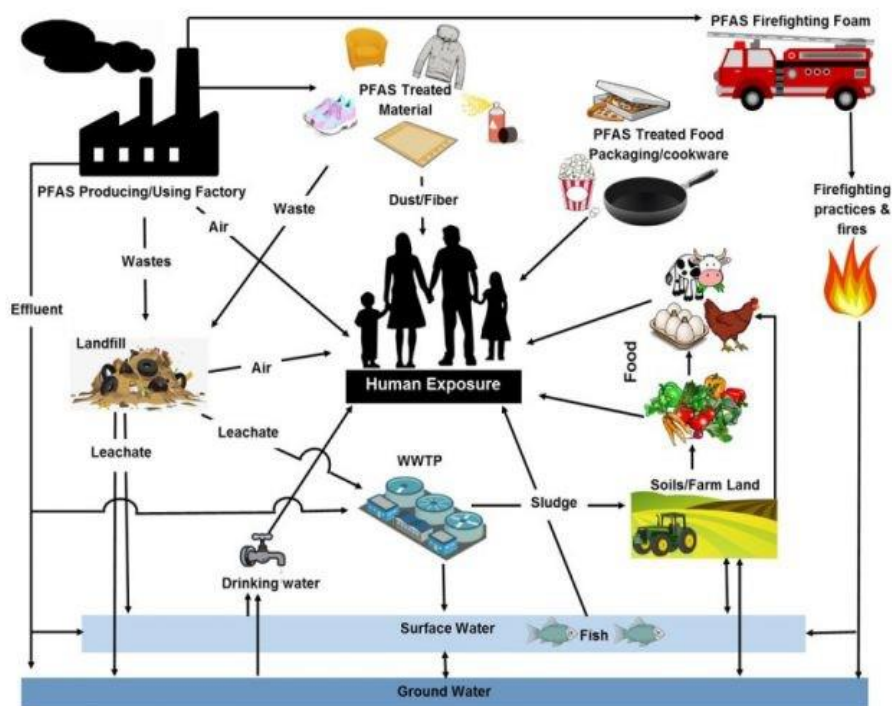 PFAS Firefighting Foam
PFAS Treated
Material
PFAS Treated Food
Packaging/cookware
PFAS Producing/Using Factory
Waste
Dust/Fiber
Firefighting
practices &
fires
Air
Wastes
Effluent
Landfill
Air
Human Exposure
Food
Leachate
Leachate
WWTP
Sludge
Soils/Farm Land
Drinking water
Surface Water
Fish
Ground Water